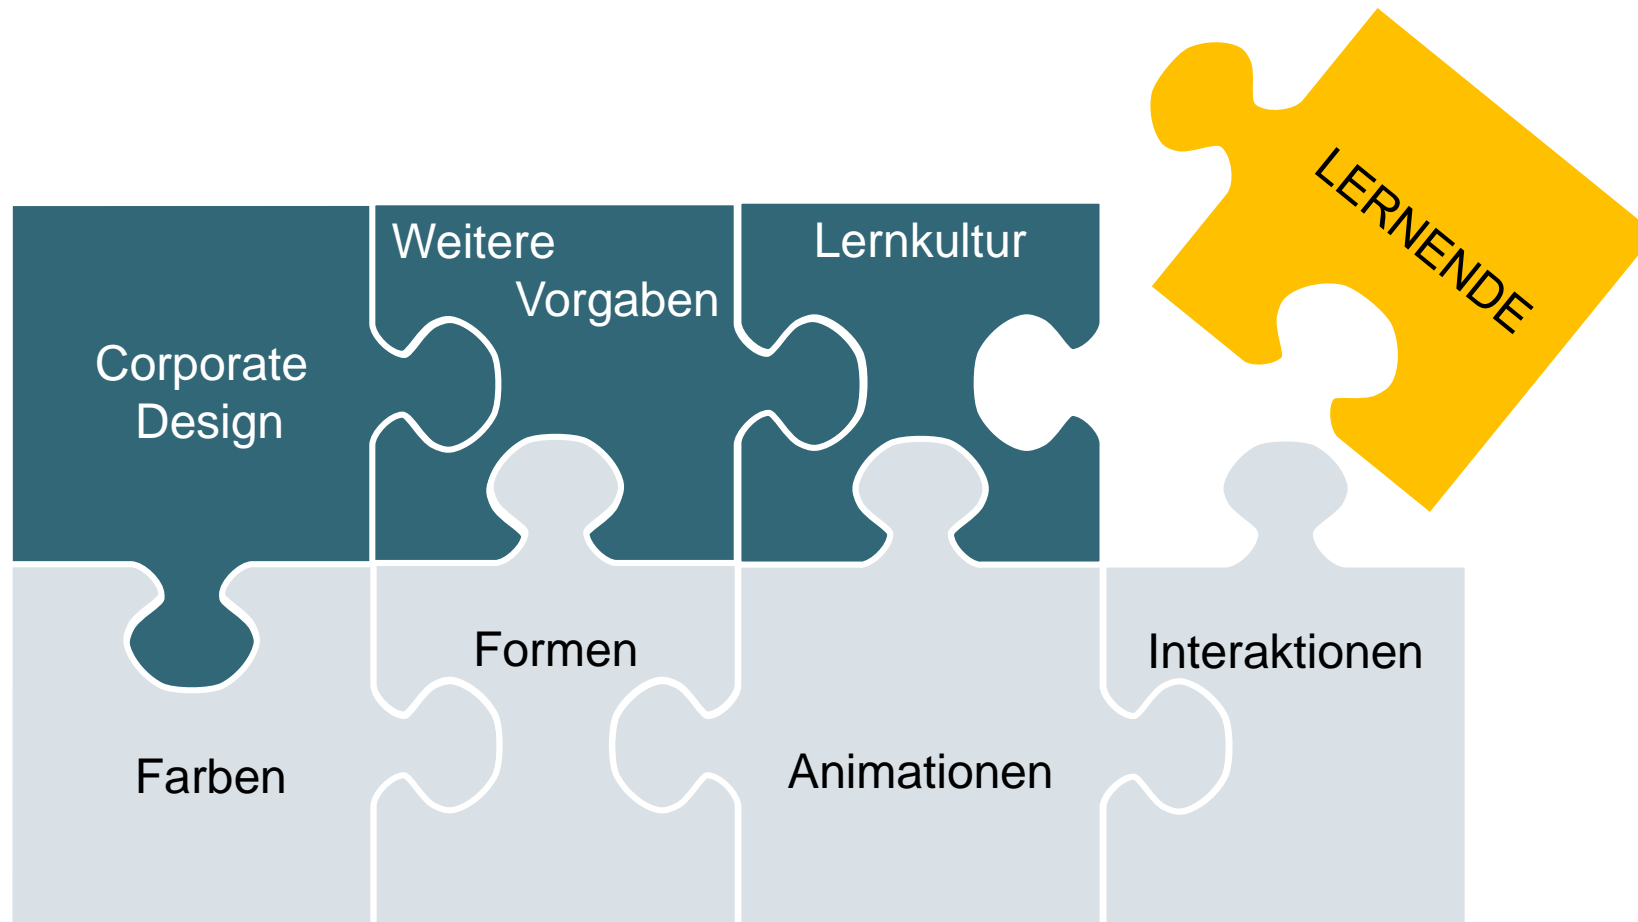 Corporate
Design
Weitere
Vorgaben
Lernkultur
LERNENDE
Farben
Formen
Animationen
Interaktionen